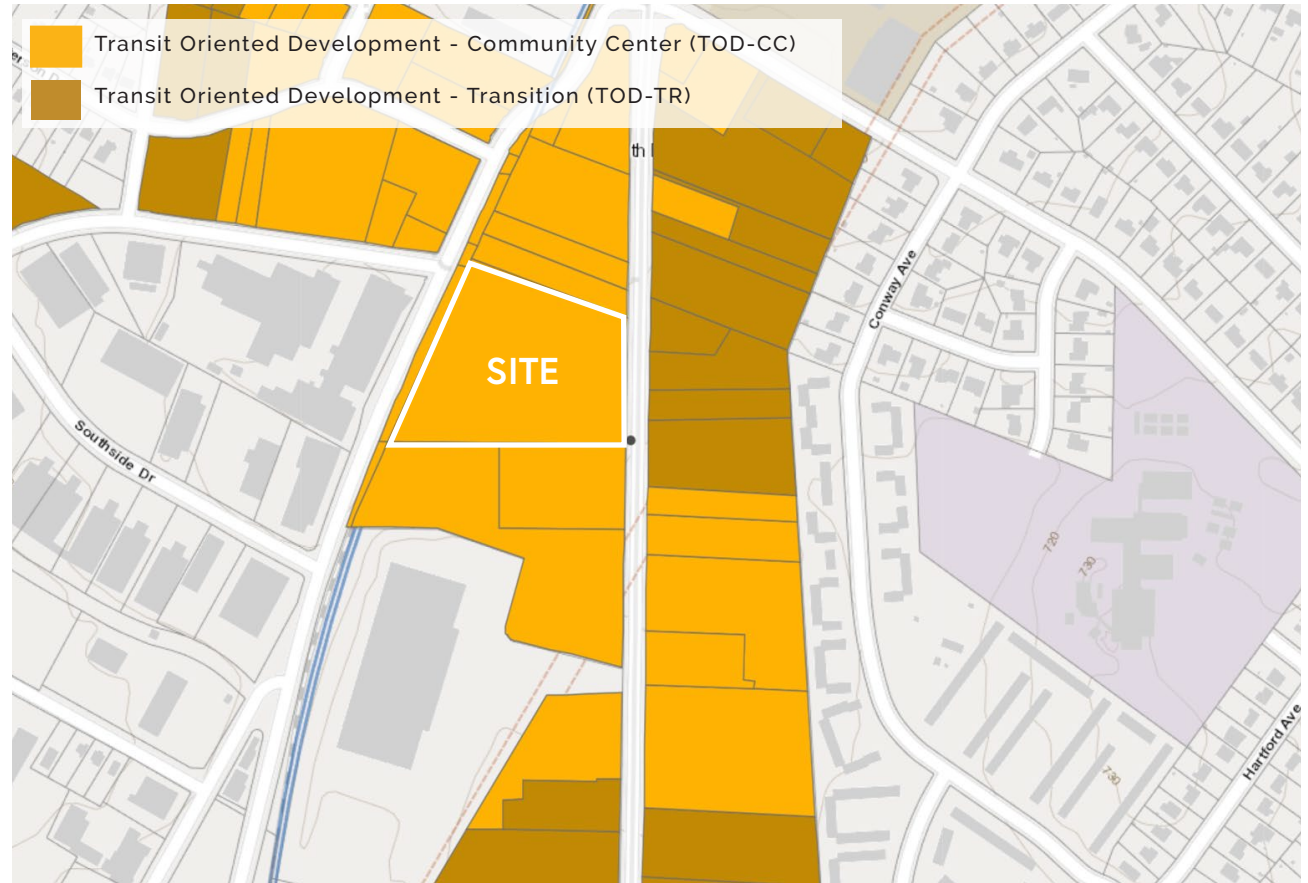 Transit Oriented Development - Community Center (TOD-CC)
Transit Oriented Development - Transition (TOD-TR)
SITE
Conway Ave
Southside Dr
720
730
730
Hartford Ave